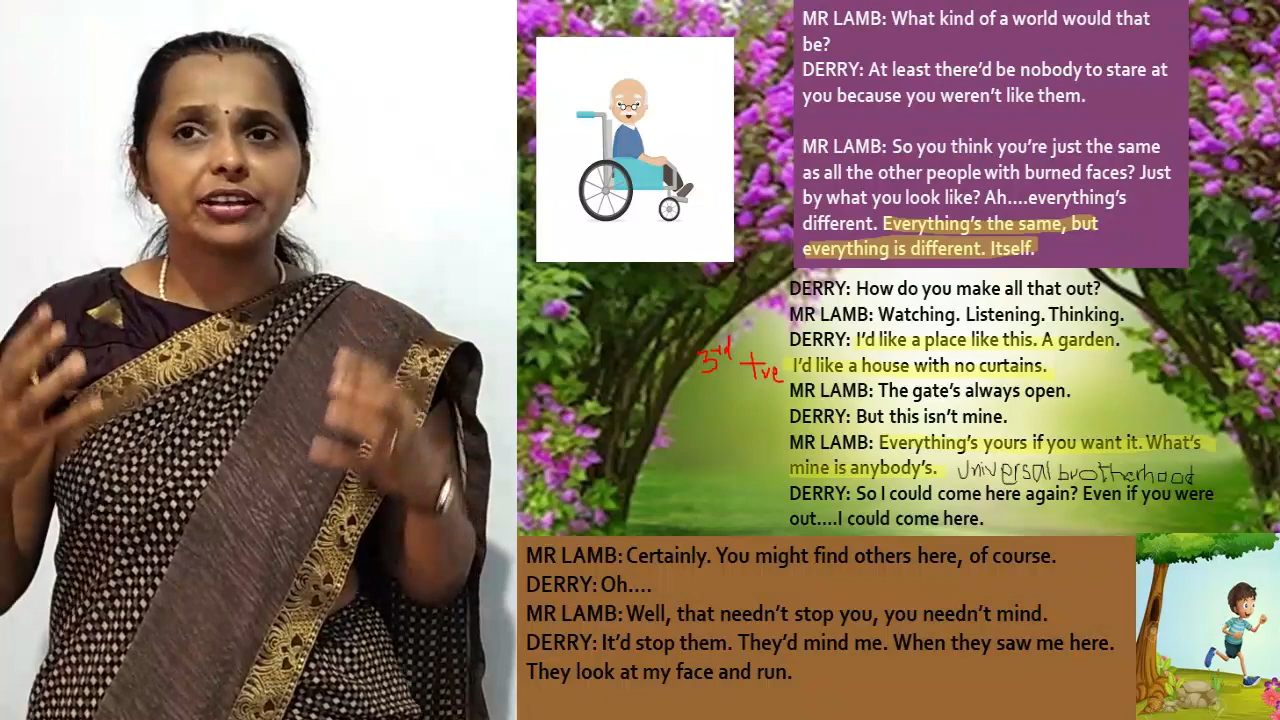 MR LAMB: What kind of a world would that
be?
DERRY: At least there'd be nobody to stare at
you because you weren't like them.
MR LAMB: So you think you're just the same
as all the other people with burned faces? Just
by what you look like? Ah....everything's
different. Everything's the same, but
everything is different. Itself.
DERRY: How do you make all that out?
MR LAMB: Watching. Listening. Thinking.
DERRY: I'd like a place like this. A garden.
I'd like a house with no curtains.
3rd +ve
MR LAMB: The gate's always open.
DERRY: But this isn't mine.
MR LAMB: Everything's yours if you want it. What's
mine is anybody's. Universal brotherhood
DERRY: So I could come here again? Even if you were
out....I could come here.
MR LAMB: Certainly. You might find others here, of course.
DERRY: Oh....
MR LAMB: Well, that needn't stop you, you needn't mind.
DERRY: It'd stop them. They'd mind me. When they saw me here.
They look at my face and run.